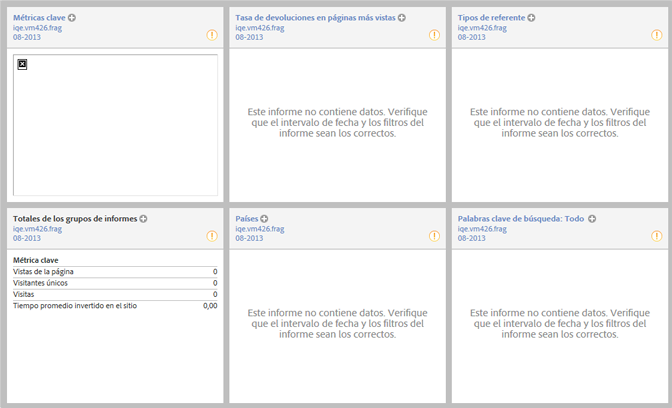 Métricas clave
iqe.vm426.frag
08-2013
Tasa de devoluciones en páginas más vistas
iqe.vm426.frag
08-2013
Este informe no contiene datos. Verifique
que el intervalo de fecha y los filtros del
informe sean los correctos.
Tipos de referente
iqe.vm426.frag
08-2013
Este informe no contiene datos. Verifique
que el intervalo de fecha y los filtros del
informe sean los correctos.
Totales de los grupos de informes
iqe.vm426.frag
08-2013
Métrica clave
Vistas de la página 0
Visitantes únicos 0
Visitas 0
Tiempo promedio invertido en el sitio 0,00
Países
iqe.vm426.frag
08-2013
Este informe no contiene datos. Verifique
que el intervalo de fecha y los filtros del
informe sean los correctos.
Palabras clave de búsqueda: Todo
iqe.vm426.frag
08-2013
Este informe no contiene datos. Verifique
que el intervalo de fecha y los filtros del
informe sean los correctos.